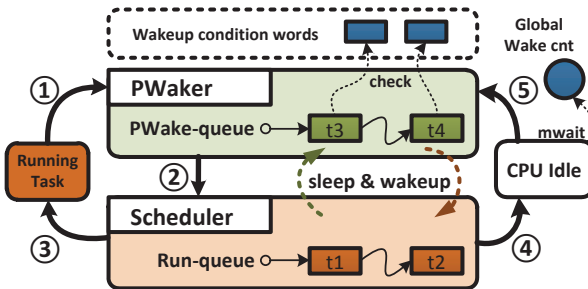 Wakeup condition words
Global
Wake cnt
①
PWaker
check
⑤
PWake-queue
t3
t4
mwait
Running
Task
②
sleep & wakeup
CPU Idle
Scheduler
③
④
Run-queue
t1
t2